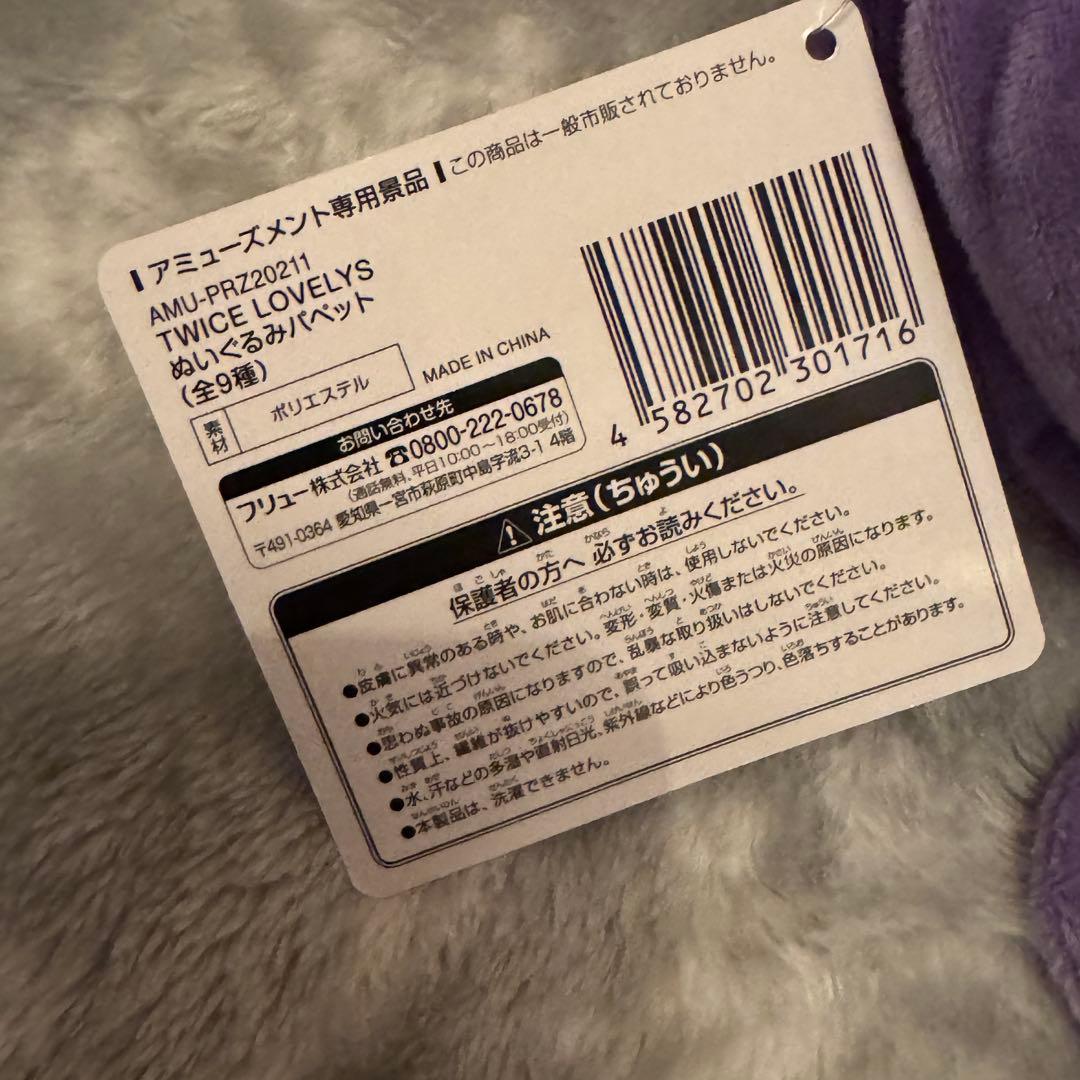 アミューズメント専用景品 この商品は一般市販されておりません。
AMU-PRZ20211
TWICE LOVELYS
ぬいぐるみパペット
(全9種)
素材 ポリエステル
MADE IN CHINA
お問い合わせ先
フリュー株式会社 ☎0800-222-0678
(通話無料、平日10:00〜18:00受付)
〒491-0364 愛知県一宮市萩原町中島字流3-1 4階
4 582702 301716
⚠ 注意(ちゅうい)
保護者の方へ 必ずお読みください。
●皮膚に異常のある時や、お肌に合わない時は、使用しないでください。
●火気には近づけないでください。変形・変質・火傷または火災の原因になります。
●思わぬ事故の原因になりますので、乱暴な取り扱いはしないでください。
●性質上、繊維が抜けやすいので、誤って吸い込まないように注意してください。
●水、汗などの多湿や直射日光、紫外線などにより色うつり、色落ちすることがあります。
●本製品は、洗濯できません。